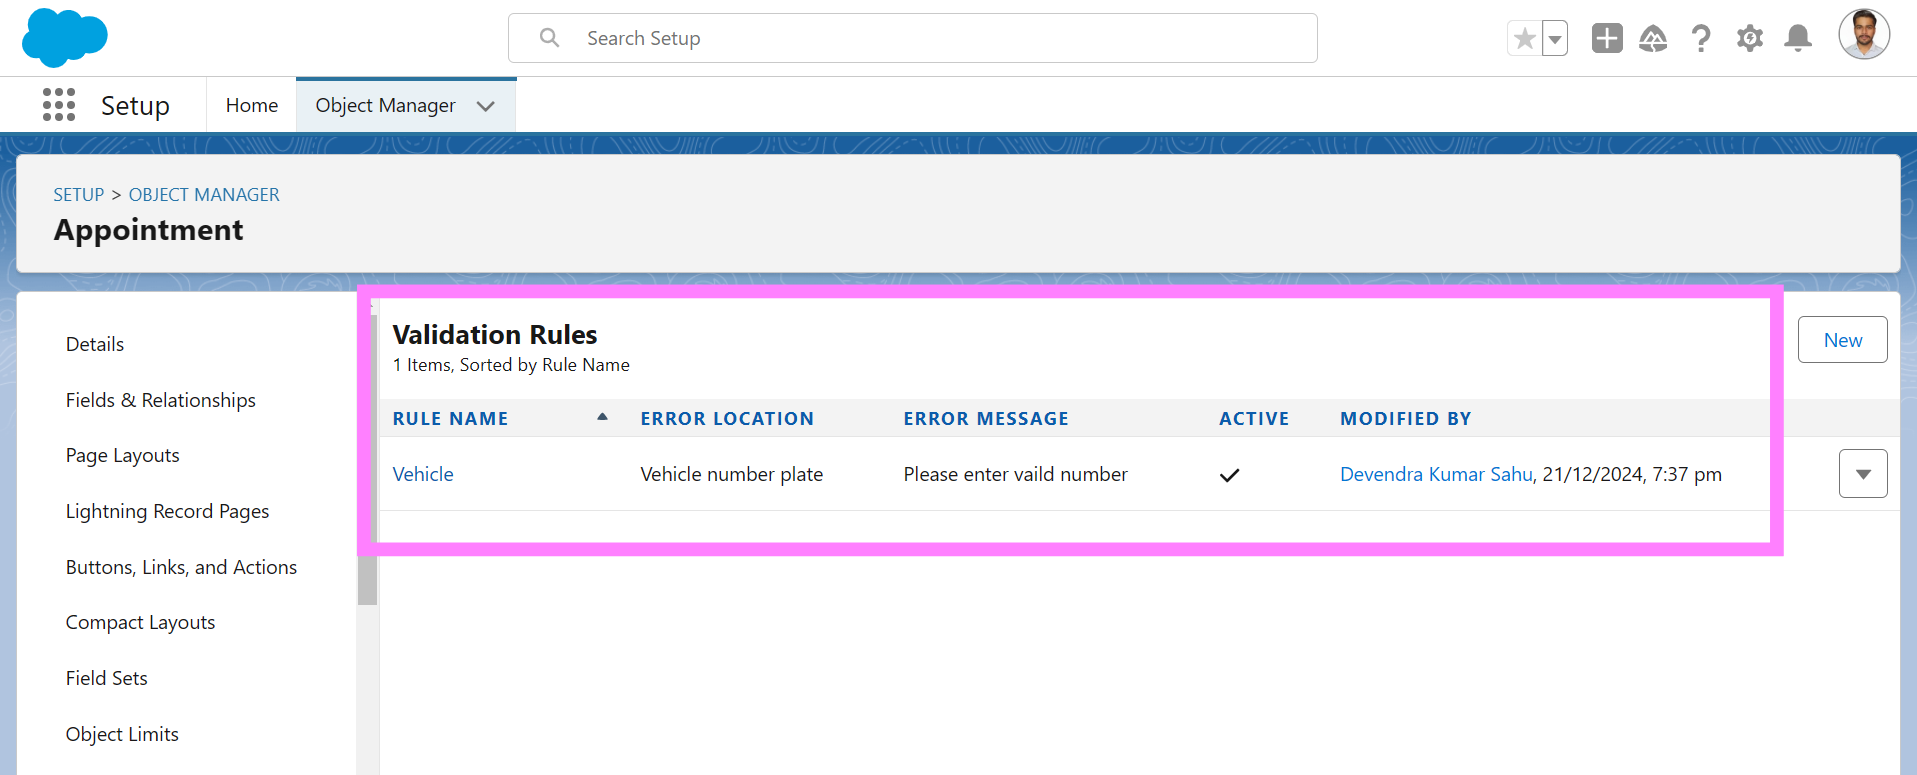 Search Setup
Setup
Home
Object Manager
SETUP > OBJECT MANAGER
Appointment
Details
Fields & Relationships
Page Layouts
Lightning Record Pages
Buttons, Links, and Actions
Compact Layouts
Field Sets
Object Limits
Validation Rules
1 Items, Sorted by Rule Name
New
RULE NAME ERROR LOCATION ERROR MESSAGE ACTIVE MODIFIED BY
Vehicle Vehicle number plate Please enter vaild number Devendra Kumar Sahu, 21/12/2024, 7:37 pm